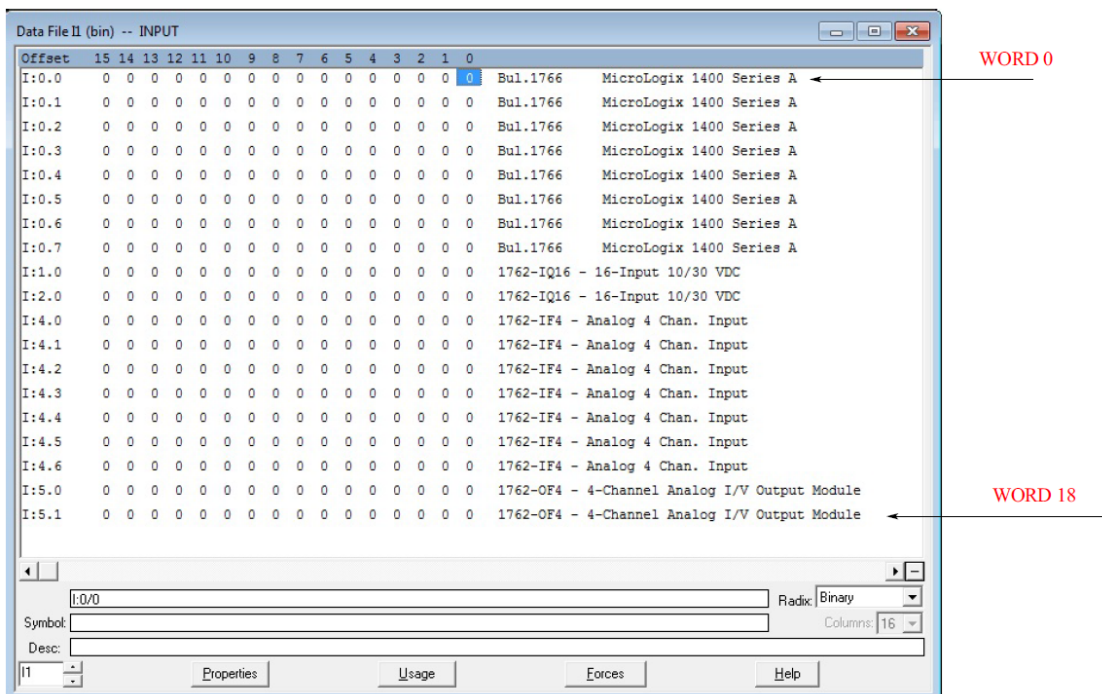 Data File I1 (bin) -- INPUT
Offset 15 14 13 12 11 10 9 8 7 6 5 4 3 2 1 0
I:0.0 0 0 0 0 0 0 0 0 0 0 0 0 0 0 0 0 Bul.1766 MicroLogix 1400 Series A WORD 0
I:0.1 0 0 0 0 0 0 0 0 0 0 0 0 0 0 0 0 Bul.1766 MicroLogix 1400 Series A
I:0.2 0 0 0 0 0 0 0 0 0 0 0 0 0 0 0 0 Bul.1766 MicroLogix 1400 Series A
I:0.3 0 0 0 0 0 0 0 0 0 0 0 0 0 0 0 0 Bul.1766 MicroLogix 1400 Series A
I:0.4 0 0 0 0 0 0 0 0 0 0 0 0 0 0 0 0 Bul.1766 MicroLogix 1400 Series A
I:0.5 0 0 0 0 0 0 0 0 0 0 0 0 0 0 0 0 Bul.1766 MicroLogix 1400 Series A
I:0.6 0 0 0 0 0 0 0 0 0 0 0 0 0 0 0 0 Bul.1766 MicroLogix 1400 Series A
I:0.7 0 0 0 0 0 0 0 0 0 0 0 0 0 0 0 0 Bul.1766 MicroLogix 1400 Series A
I:1.0 0 0 0 0 0 0 0 0 0 0 0 0 0 0 0 0 1762-IQ16 - 16-Input 10/30 VDC
I:2.0 0 0 0 0 0 0 0 0 0 0 0 0 0 0 0 0 1762-IQ16 - 16-Input 10/30 VDC
I:4.0 0 0 0 0 0 0 0 0 0 0 0 0 0 0 0 0 1762-IF4 - Analog 4 Chan. Input
I:4.1 0 0 0 0 0 0 0 0 0 0 0 0 0 0 0 0 1762-IF4 - Analog 4 Chan. Input
I:4.2 0 0 0 0 0 0 0 0 0 0 0 0 0 0 0 0 1762-IF4 - Analog 4 Chan. Input
I:4.3 0 0 0 0 0 0 0 0 0 0 0 0 0 0 0 0 1762-IF4 - Analog 4 Chan. Input
I:4.4 0 0 0 0 0 0 0 0 0 0 0 0 0 0 0 0 1762-IF4 - Analog 4 Chan. Input
I:4.5 0 0 0 0 0 0 0 0 0 0 0 0 0 0 0 0 1762-IF4 - Analog 4 Chan. Input
I:4.6 0 0 0 0 0 0 0 0 0 0 0 0 0 0 0 0 1762-IF4 - Analog 4 Chan. Input
I:5.0 0 0 0 0 0 0 0 0 0 0 0 0 0 0 0 0 1762-OF4 - 4-Channel Analog I/V Output Module
I:5.1 0 0 0 0 0 0 0 0 0 0 0 0 0 0 0 0 1762-OF4 - 4-Channel Analog I/V Output Module WORD 18
I:0/0 Radix: Binary
Symbol: Columns: 16
Desc:
I1 Properties Usage Forces Help